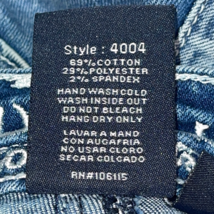 Style : 4004
69% COTTON
29% POLYESTER
2% SPANDEX
HAND WASH COLD
WASH INSIDE OUT
DO NOT BLEACH
HANG DRY ONLY
LAVAR A MANO
CON AUGAFRIA
NO USAR CLORO
SECAR COLGADO
RN#106115